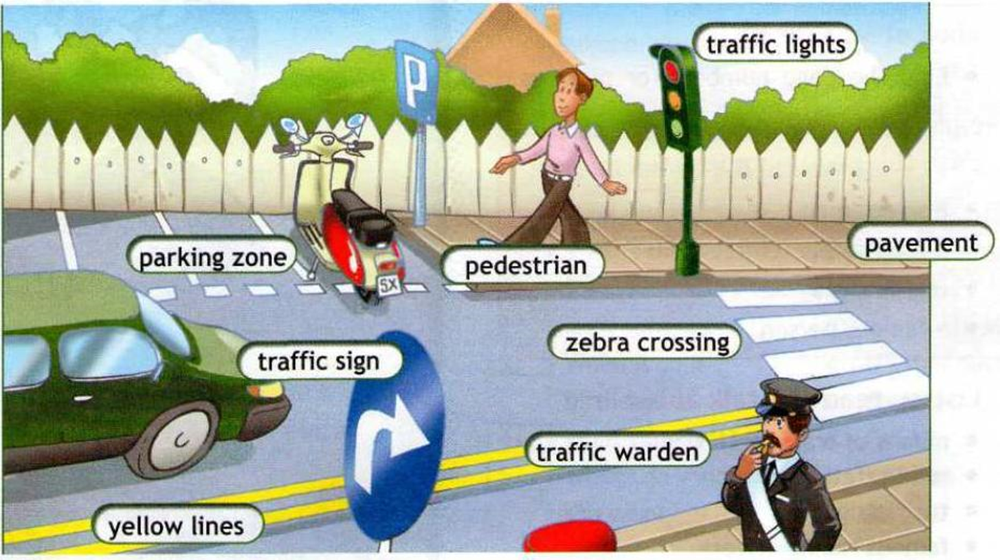 traffic lights
P
pavement
parking zone
pedestrian
5X
zebra crossing
traffic sign
traffic warden
yellow lines